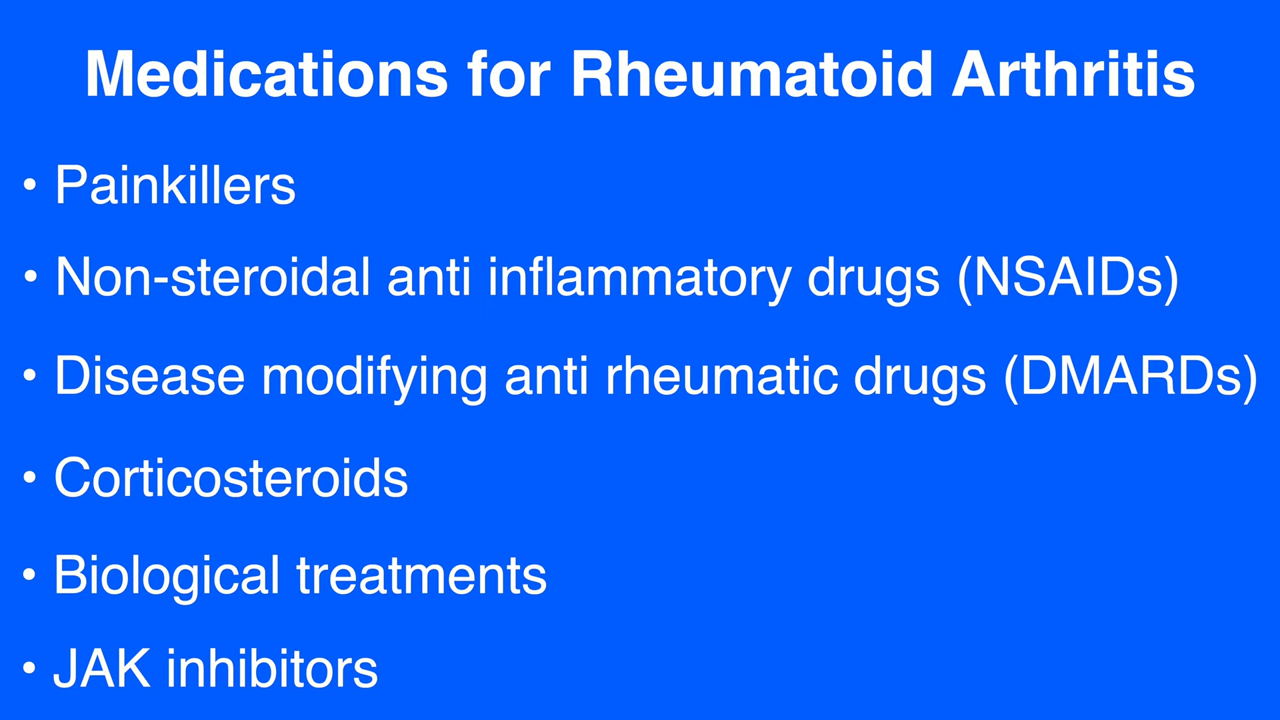 Medications for Rheumatoid Arthritis
• Painkillers
• Non-steroidal anti inflammatory drugs (NSAIDs)
• Disease modifying anti rheumatic drugs (DMARDs)
• Corticosteroids
• Biological treatments
• JAK inhibitors